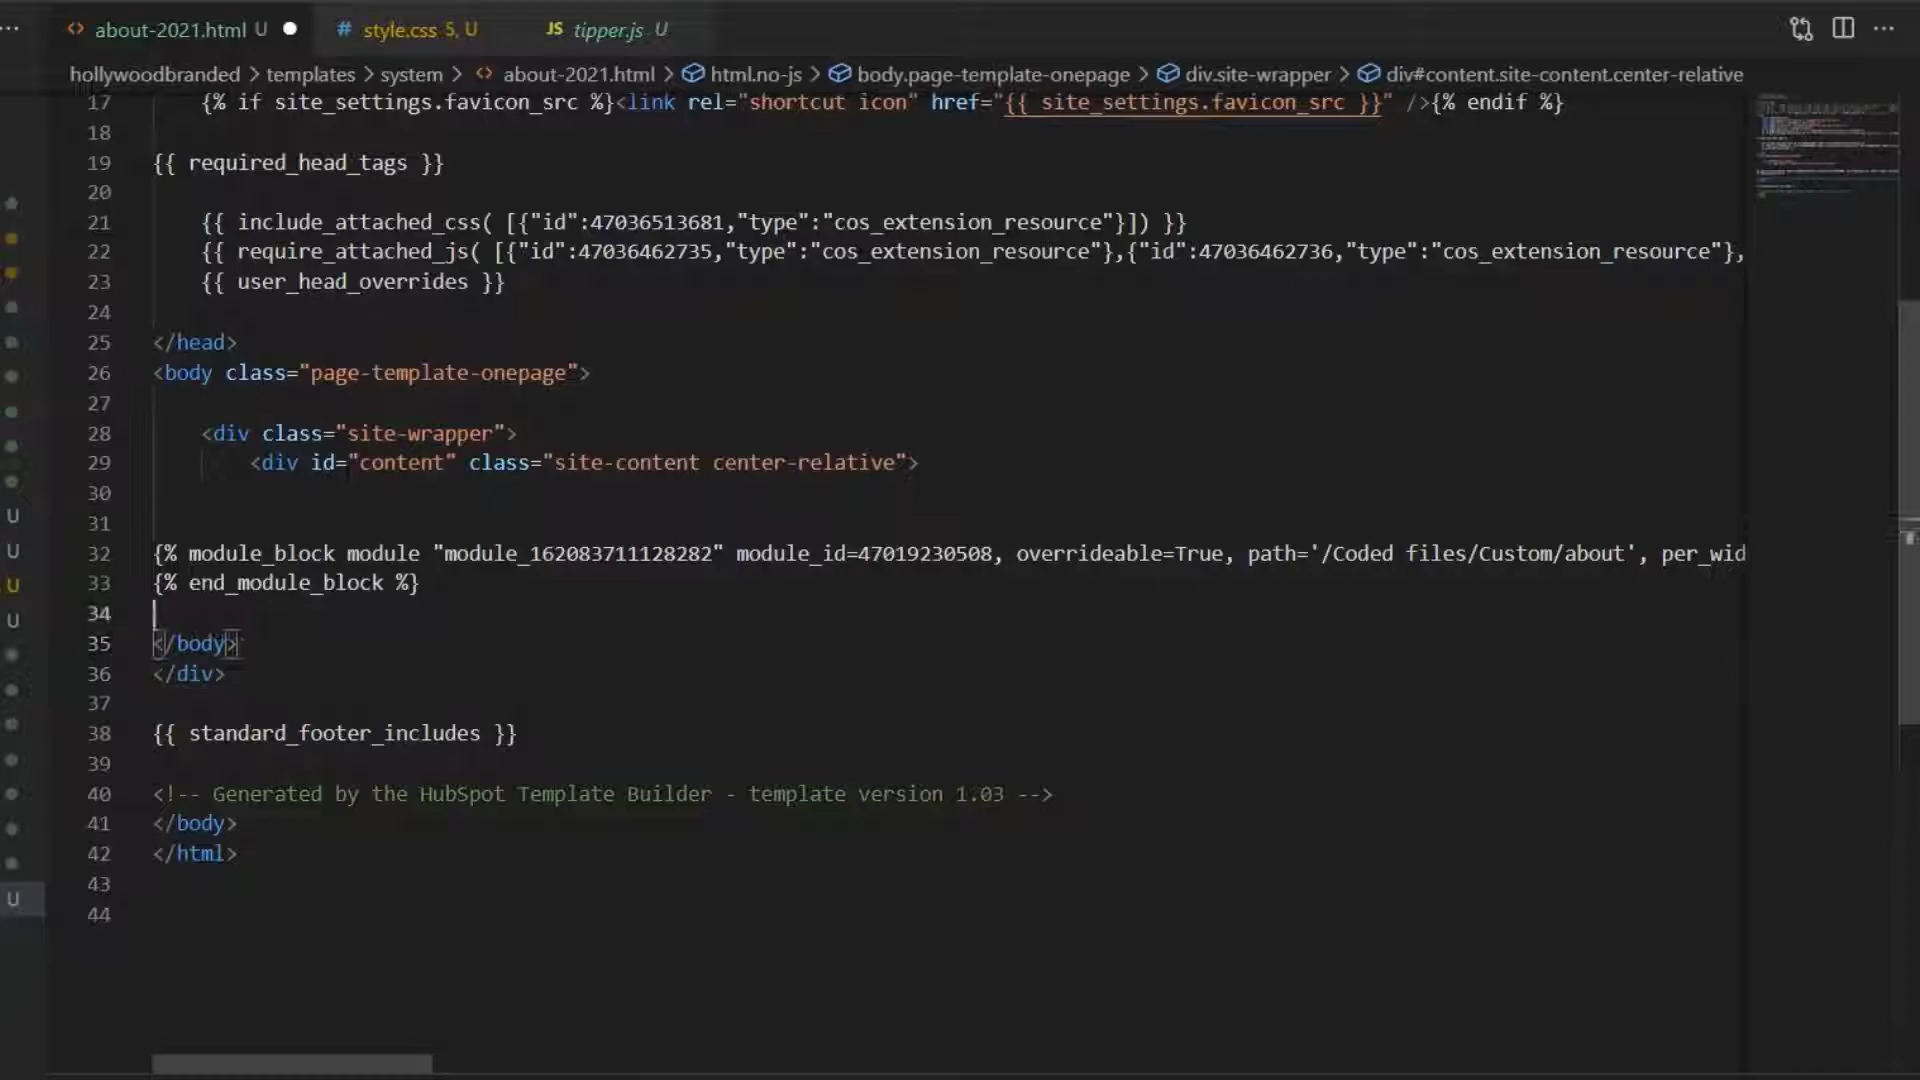 about-2021.html U
style.css 5, U
JS tipper.js U
hollywoodbranded > templates > system > about-2021.html > html.no-js > body.page-template-onepage > div.site-wrapper > div#content.site-content.center-relative
17 {% if site_settings.favicon_src %}<link rel="shortcut icon" href="{{ site_settings.favicon_src }}" />{% endif %}
18
19 {{ required_head_tags }}
20
21 {{ include_attached_css( [{"id":47036513681,"type":"cos_extension_resource"}]) }}
22 {{ require_attached_js( [{"id":47036462735,"type":"cos_extension_resource"},{"id":47036462736,"type":"cos_extension_resource"},
23 {{ user_head_overrides }}
24
25 </head>
26 <body class="page-template-onepage">
27
28 <div class="site-wrapper">
29 <div id="content" class="site-content center-relative">
30
31
32 {% module_block module "module_162083711128282" module_id=47019230508, overrideable=True, path='/Coded files/Custom/about', per_wid
33 {% end_module_block %}
34
35 </body>
36 </div>
37
38 {{ standard_footer_includes }}
39
40 <!-- Generated by the HubSpot Template Builder - template version 1.03 -->
41 </body>
42 </html>
43
44
U
U
U
U
U